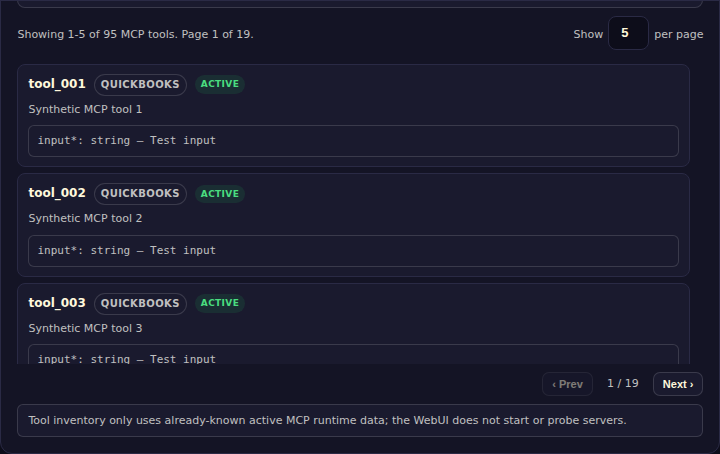 Showing 1-5 of 95 MCP tools. Page 1 of 19.
Show 5 per page
tool_001 QUICKBOOKS ACTIVE
Synthetic MCP tool 1
input*: string — Test input
tool_002 QUICKBOOKS ACTIVE
Synthetic MCP tool 2
input*: string — Test input
tool_003 QUICKBOOKS ACTIVE
Synthetic MCP tool 3
input*: string — Test input
‹ Prev 1 / 19 Next ›
Tool inventory only uses already-known active MCP runtime data; the WebUI does not start or probe servers.